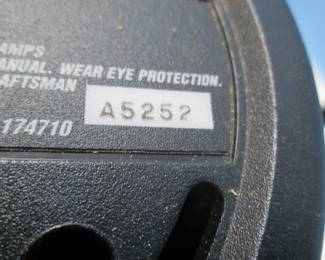 AMPS
ANUAL. WEAR EYE PROTECTION.
AFTSMAN
A5252
174710